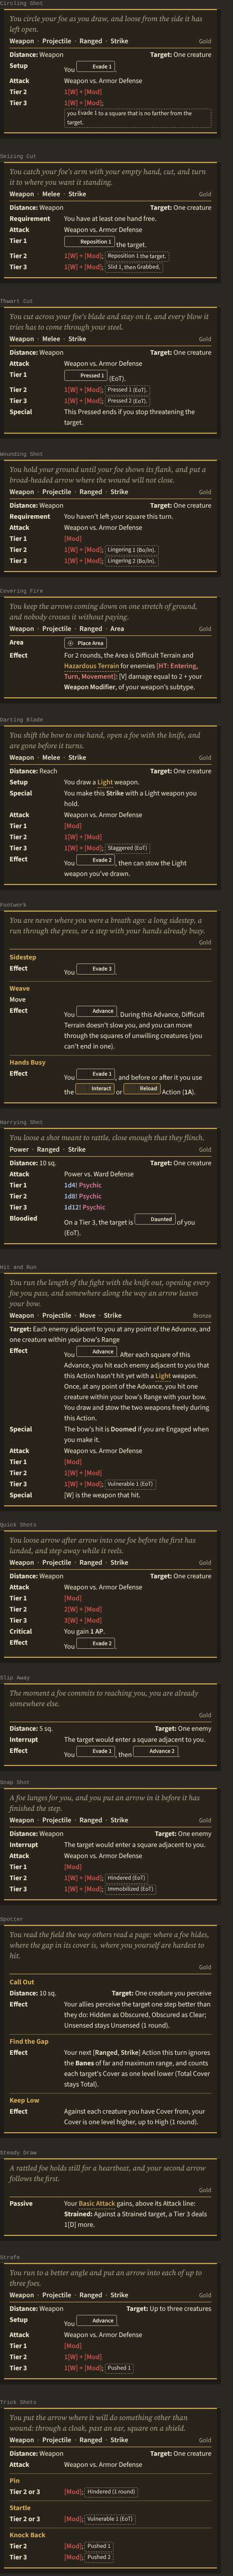 Circling Shot
You circle your foe as you draw, and loose from the side it has
left open.
Weapon · Projectile · Ranged · Strike Gold
Distance: Weapon Target: One creature
Setup You Evade 1 .
Attack Weapon vs. Armor Defense
Tier 2 1[W] + [Mod]
Tier 3 1[W] + [Mod];
you Evade 1 to a square that is no farther from the
target.
Seizing Cut
You catch your foe's arm with your empty hand, cut, and turn
it to where you want it standing.
Weapon · Melee · Strike Gold
Distance: Weapon Target: One creature
Requirement You have at least one hand free.
Attack Weapon vs. Armor Defense
Tier 1 Reposition 1 the target.
Tier 2 1[W] + [Mod]; Reposition 1 the target.
Tier 3 1[W] + [Mod]; Slid 1, then Grabbed.
Thwart Cut
You cut across your foe's blade and stay on it, and every blow it
tries has to come through your steel.
Weapon · Melee · Strike Gold
Distance: Weapon Target: One creature
Attack Weapon vs. Armor Defense
Tier 1 Pressed 1 (EoT).
Tier 2 1[W] + [Mod]; Pressed 1 (EoT).
Tier 3 1[W] + [Mod]; Pressed 2 (EoT).
Special This Pressed ends if you stop threatening the
target.
Wounding Shot
You hold your ground until your foe shows its flank, and put a
broad-headed arrow where the wound will not close.
Weapon · Projectile · Ranged · Strike Gold
Distance: Weapon Target: One creature
Requirement You haven't left your square this turn.
Attack Weapon vs. Armor Defense
Tier 1 [Mod]
Tier 2 1[W] + [Mod]; Lingering 1 (Bo/In).
Tier 3 1[W] + [Mod]; Lingering 2 (Bo/In).
Covering Fire
You keep the arrows coming down on one stretch of ground,
and nobody crosses it without paying.
Weapon · Projectile · Ranged · Area Gold
Area Place Area
Effect For 2 rounds, the Area is Difficult Terrain and
Hazardous Terrain for enemies [HT: Entering,
Turn, Movement]: [V] damage equal to 2 + your
Weapon Modifier, of your weapon's subtype.
Darting Blade
You shift the bow to one hand, open a foe with the knife, and
are gone before it turns.
Weapon · Melee · Strike Gold
Distance: Reach Target: One creature
Setup You draw a Light weapon.
Special You make this Strike with a Light weapon you
hold.
Attack Weapon vs. Armor Defense
Tier 1 [Mod]
Tier 2 1[W] + [Mod]
Tier 3 1[W] + [Mod]; Staggered (EoT)
Effect You Evade 2 , then can stow the Light
weapon you've drawn.
Footwork
You are never where you were a breath ago: a long sidestep, a
run through the press, or a step with your hands already busy.
Gold
Sidestep
Effect You Evade 3 .
Weave
Move
Effect You Advance . During this Advance, Difficult
Terrain doesn't slow you, and you can move
through the squares of unwilling creatures (you
can't end in one).
Hands Busy
Effect You Evade 1 , and before or after it you use
the Interact or Reload Action (1A).
Harrying Shot
You loose a shot meant to rattle, close enough that they flinch.
Power · Ranged · Strike Gold
Distance: 10 sq. Target: One creature
Attack Power vs. Ward Defense
Tier 1 1d4! Psychic
Tier 2 1d8! Psychic
Tier 3 1d12! Psychic
Bloodied On a Tier 3, the target is Daunted of you
(EoT).
Hit and Run
You run the length of the fight with the knife out, opening every
foe you pass, and somewhere along the way an arrow leaves
your bow.
Weapon · Projectile · Move · Strike Bronze
Target: Each enemy adjacent to you at any point of the Advance, and
one creature within your bow's Range
Effect You Advance . After each square of this
Advance, you hit each enemy adjacent to you that
this Action hasn't hit yet with a Light weapon.
Once, at any point of the Advance, you hit one
creature within your bow's Range with your bow.
You draw and stow the two weapons freely during
this Action.
Special The bow's hit is Doomed if you are Engaged when
you make it.
Attack Weapon vs. Armor Defense
Tier 1 [Mod]
Tier 2 1[W] + [Mod]
Tier 3 1[W] + [Mod]; Vulnerable 1 (EoT)
Special [W] is the weapon that hit.
Quick Shots
You loose arrow after arrow into one foe before the first has
landed, and step away while it reels.
Weapon · Projectile · Ranged · Strike Gold
Distance: Weapon Target: One creature
Attack Weapon vs. Armor Defense
Tier 1 [Mod]
Tier 2 2[W] + [Mod]
Tier 3 3[W] + [Mod]
Critical You gain 1 AP.
Effect You Evade 2 .
Slip Away
The moment a foe commits to reaching you, you are already
somewhere else.
Gold
Distance: 5 sq. Target: One enemy
Interrupt The target would enter a square adjacent to you.
Effect You Evade 1 , then Advance 2 .
Snap Shot
A foe lunges for you, and you put an arrow in it before it has
finished the step.
Weapon · Projectile · Ranged · Strike Gold
Distance: Weapon Target: One enemy
Interrupt The target would enter a square adjacent to you.
Attack Weapon vs. Armor Defense
Tier 1 [Mod]
Tier 2 1[W] + [Mod]; Hindered (EoT)
Tier 3 1[W] + [Mod]; Immobilized (EoT)
Spotter
You read the field the way others read a page: where a foe hides,
where the gap in its cover is, where you yourself are hardest to
hit.
Gold
Call Out
Distance: 10 sq. Target: One creature you perceive
Effect Your allies perceive the target one step better than
they do: Hidden as Obscured, Obscured as Clear;
Unsensed stays Unsensed (1 round).
Find the Gap
Effect Your next [Ranged, Strike] Action this turn ignores
the Banes of far and maximum range, and counts
each target's Cover as one level lower (Total Cover
stays Total).
Keep Low
Effect Against each creature you have Cover from, your
Cover is one level higher, up to High (1 round).
Steady Draw
A rattled foe holds still for a heartbeat, and your second arrow
follows the first.
Gold
Passive Your Basic Attack gains, above its Attack line:
Strained: Against a Strained target, a Tier 3 deals
1[D] more.
Strafe
You run to a better angle and put an arrow into each of up to
three foes.
Weapon · Projectile · Ranged · Strike Gold
Distance: Weapon Target: Up to three creatures
Setup You Advance .
Attack Weapon vs. Armor Defense
Tier 1 [Mod]
Tier 2 1[W] + [Mod]
Tier 3 1[W] + [Mod]; Pushed 1
Trick Shots
You put the arrow where it will do something other than
wound: through a cloak, past an ear, square on a shield.
Weapon · Projectile · Ranged · Strike Gold
Distance: Weapon Target: One creature
Attack Weapon vs. Armor Defense
Pin
Tier 2 or 3 [Mod]; Hindered (1 round)
Startle
Tier 2 or 3 [Mod]; Vulnerable 1 (EoT)
Knock Back
Tier 2 [Mod]; Pushed 1
Tier 3 [Mod]; Pushed 2